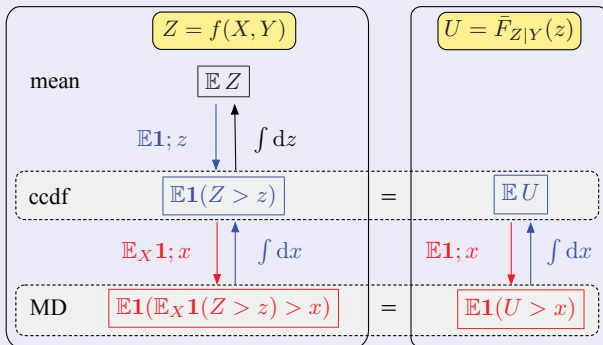 Z = f(X, Y) U = F̄_{Z|Y}(z)
mean 𝔼 Z
𝔼1; z ∫ dz
ccdf 𝔼1(Z > z) = 𝔼 U
𝔼_X 1; x ∫ dx 𝔼1; x ∫ dx
MD 𝔼1(𝔼_X 1(Z > z) > x) = 𝔼1(U > x)